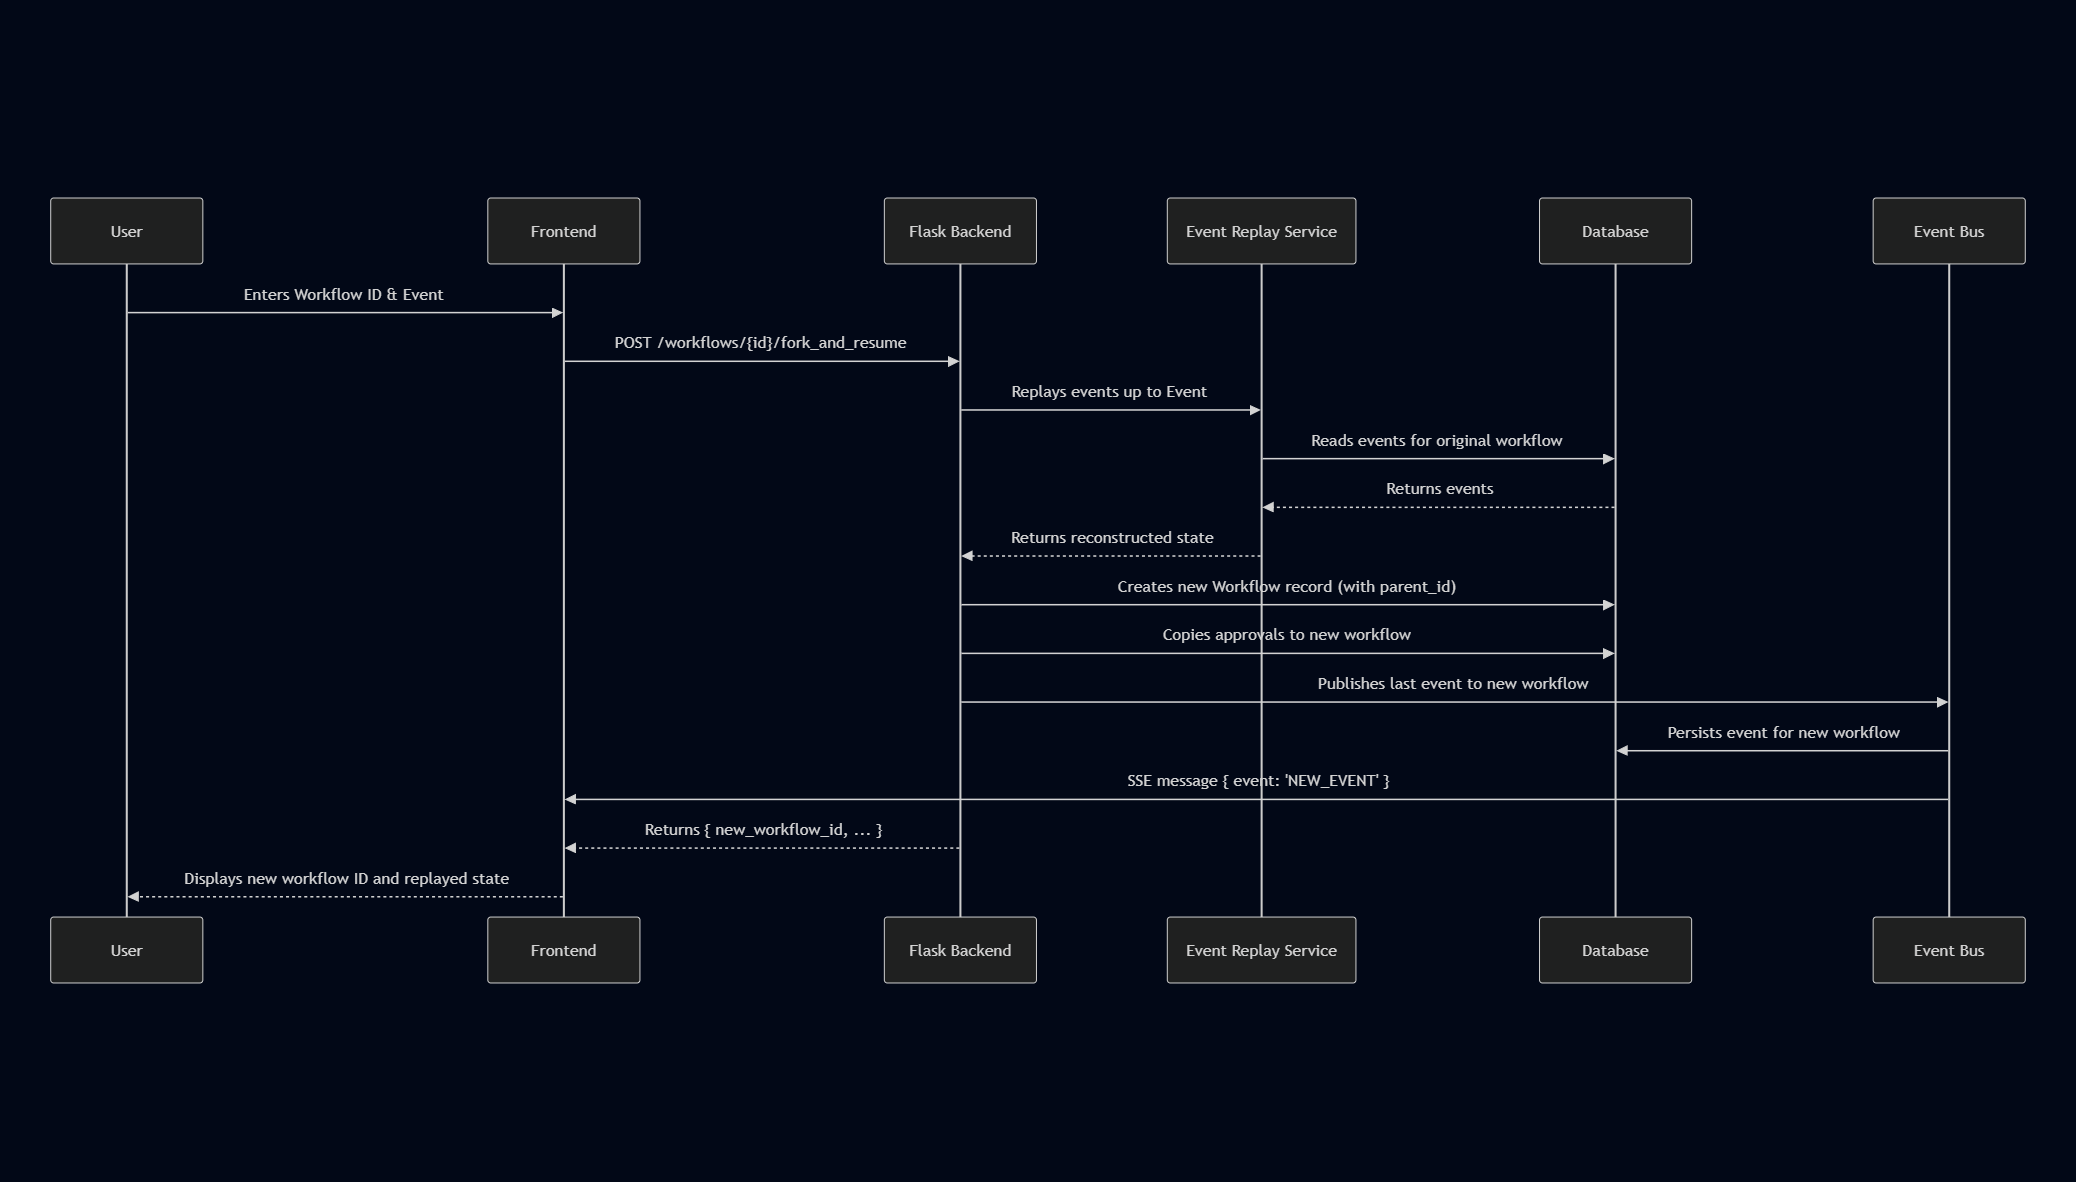 User
Frontend
Flask Backend
Event Replay Service
Database
Event Bus
Enters Workflow ID & Event
POST /workflows/{id}/fork_and_resume
Replays events up to Event
Reads events for original workflow
Returns events
Returns reconstructed state
Creates new Workflow record (with parent_id)
Copies approvals to new workflow
Publishes last event to new workflow
Persists event for new workflow
SSE message { event: 'NEW_EVENT' }
Returns { new_workflow_id, ... }
Displays new workflow ID and replayed state
User
Frontend
Flask Backend
Event Replay Service
Database
Event Bus